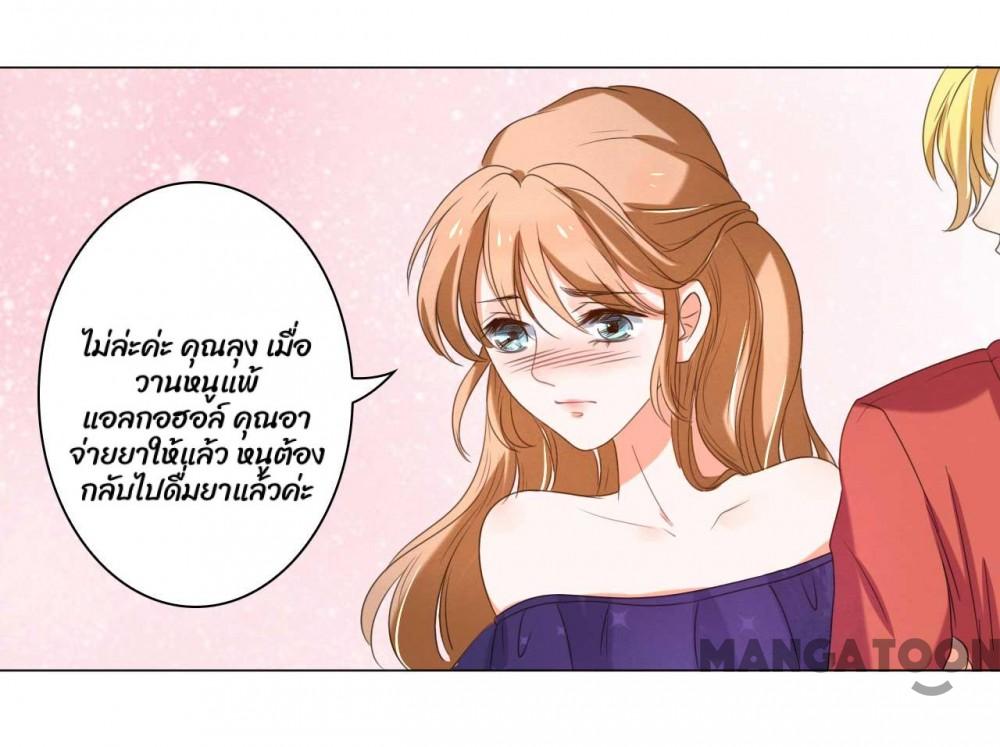 ไม่ล่ะค่ะ คุณลุง เมื่อ
วานหนูแพ้
แอลกอฮอล์ คุณอา
จ่ายยาให้แล้ว หนูต้อง
กลับไปดื่มยาแล้วค่ะ
MANGATOON